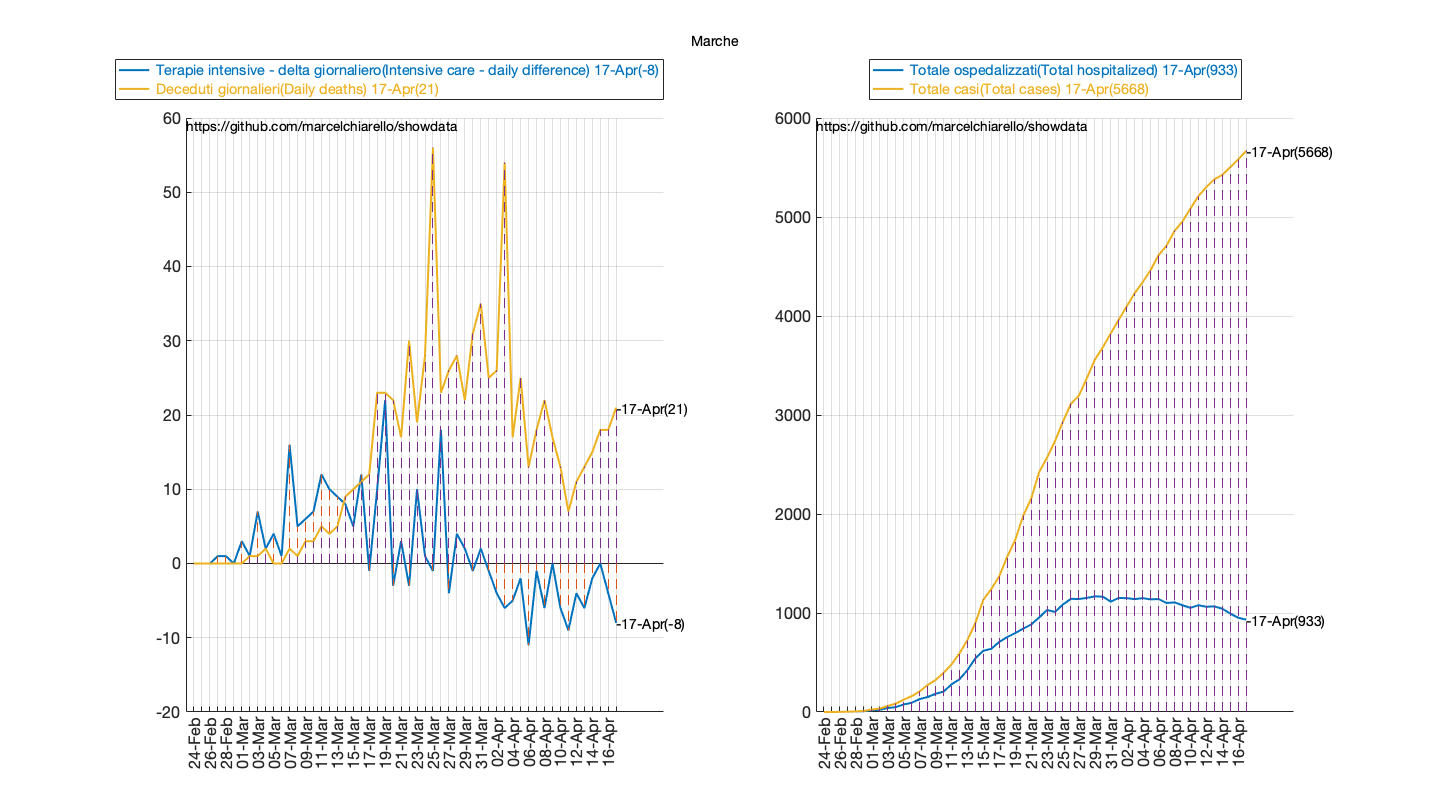 Marche
Terapie intensive - delta giornaliero(Intensive care - daily difference) 17-Apr(-8)
Deceduti giornalieri(Daily deaths) 17-Apr(21)
https://github.com/marcelchiarello/showdata
60
50
40
30
20
10
0
-10
-20
-17-Apr(21)
-17-Apr(-8)
24-Feb
26-Feb
28-Feb
01-Mar
03-Mar
05-Mar
07-Mar
09-Mar
11-Mar
13-Mar
15-Mar
17-Mar
19-Mar
21-Mar
23-Mar
25-Mar
27-Mar
29-Mar
31-Mar
02-Apr
04-Apr
06-Apr
08-Apr
10-Apr
12-Apr
14-Apr
16-Apr
Totale ospedalizzati(Total hospitalized) 17-Apr(933)
Totale casi(Total cases) 17-Apr(5668)
https://github.com/marcelchiarello/showdata
6000
5000
4000
3000
2000
1000
0
-17-Apr(5668)
-17-Apr(933)
24-Feb
26-Feb
28-Feb
01-Mar
03-Mar
05-Mar
07-Mar
09-Mar
11-Mar
13-Mar
15-Mar
17-Mar
19-Mar
21-Mar
23-Mar
25-Mar
27-Mar
29-Mar
31-Mar
02-Apr
04-Apr
06-Apr
08-Apr
10-Apr
12-Apr
14-Apr
16-Apr